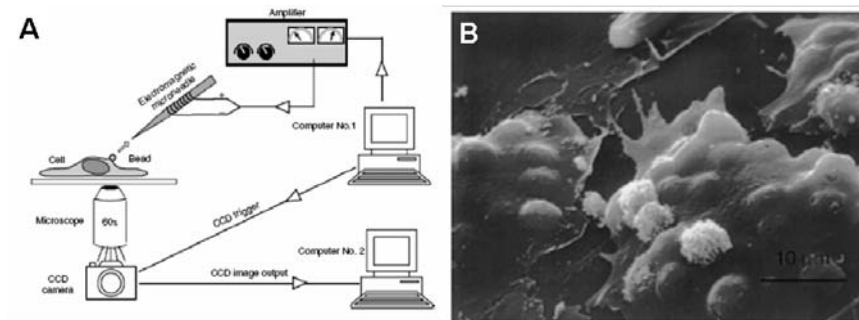 A
Amplifier
Electromagnetic
microneedle
Computer No.1
Cell
Bead
Microscope
60x
CCD trigger
Computer No. 2
CCD
camera
CCD image output
B